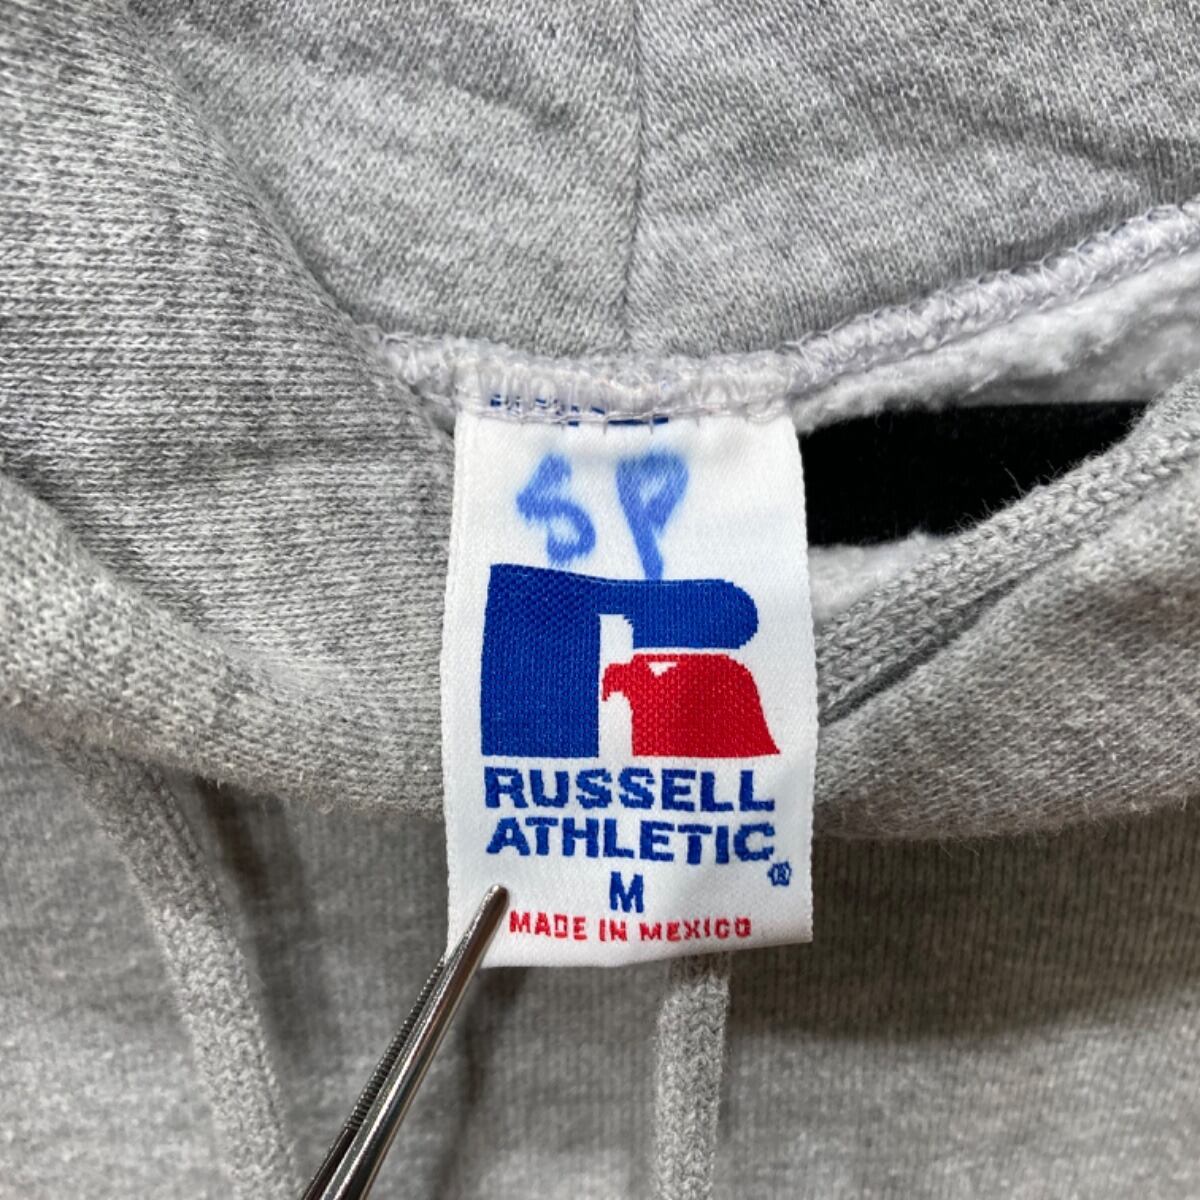 SP
RUSSELL
ATHLETIC®
M
MADE IN MEXICO